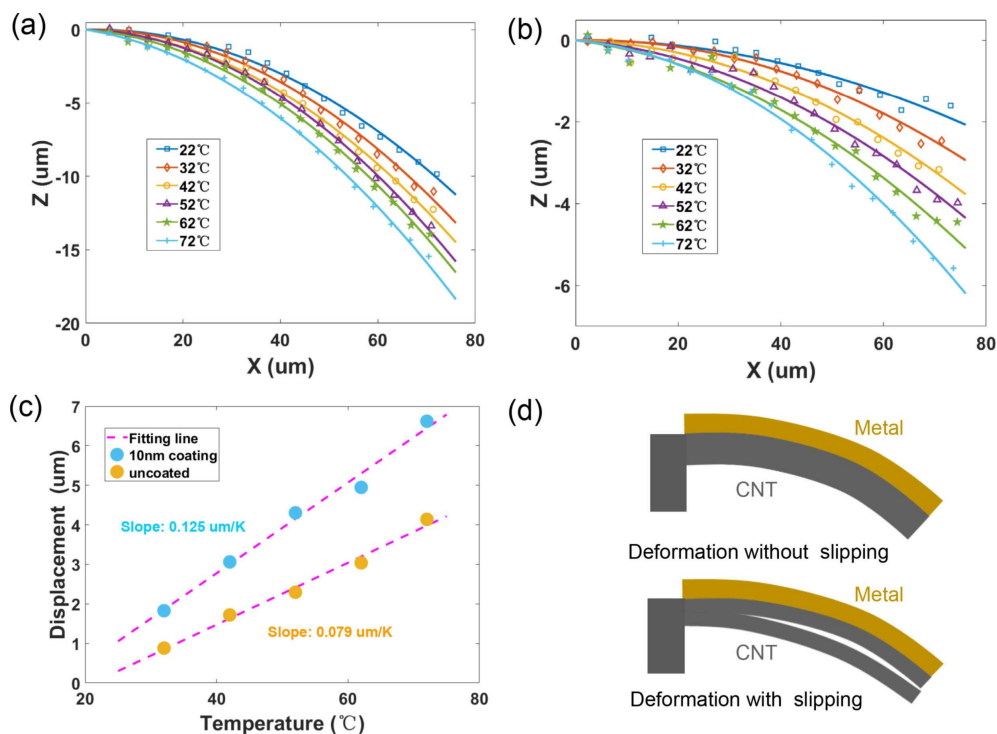 (a)
0
-5
-10
-15
-20
Z (um)
0 20 40 60 80
X (um)
22℃
32℃
42℃
52℃
62℃
72℃
(b)
0
-2
-4
-6
Z (um)
0 20 40 60 80
X (um)
22℃
32℃
42℃
52℃
62℃
72℃
(c)
7
6
5
4
3
2
1
0
Displacement (um)
20 40 60 80
Temperature (℃)
Fitting line
10nm coating
uncoated
Slope: 0.125 um/K
Slope: 0.079 um/K
(d)
Metal
CNT
Deformation without slipping
Metal
CNT
Deformation with slipping